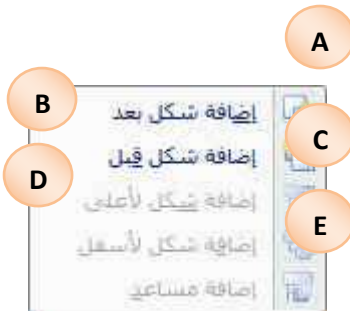 A
B
إضافة شكل بعد
C
إضافة شكل قبل
D
إضافة شكل لأعلى
E
إضافة شكل لأسفل
إضافة مساعد